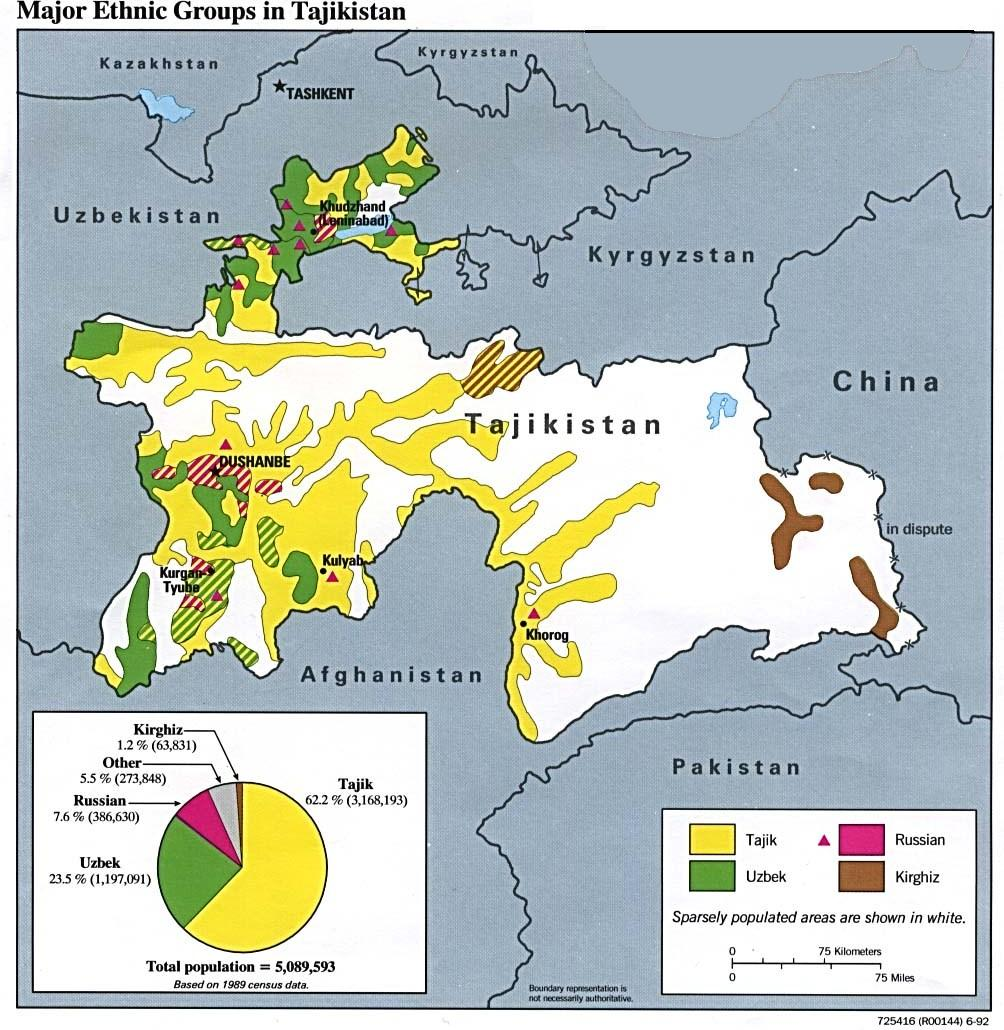 Major Ethnic Groups in Tajikistan
Kazakhstan
Kyrgyzstan
TASHKENT
Uzbekistan
Khudzhand
(Leninabad)
Kyrgyzstan
China
Tajikistan
DUSHANBE
in dispute
Kulyab
Kurgan-
Tyube
Khorog
Afghanistan
Pakistan
Kirghiz
1.2 % (63,831)
Other
5.5 % (273,848)
Russian
7.6 % (386,630)
Uzbek
23.5 % (1,197,091)
Tajik
62.2 % (3,168,193)
Total population = 5,089,593
Based on 1989 census data.
Tajik
Russian
Uzbek
Kirghiz
Sparsely populated areas are shown in white.
0 75 Kilometers
0 75 Miles
Boundary representation is
not necessarily authoritative.
725416 (R00144) 6-92